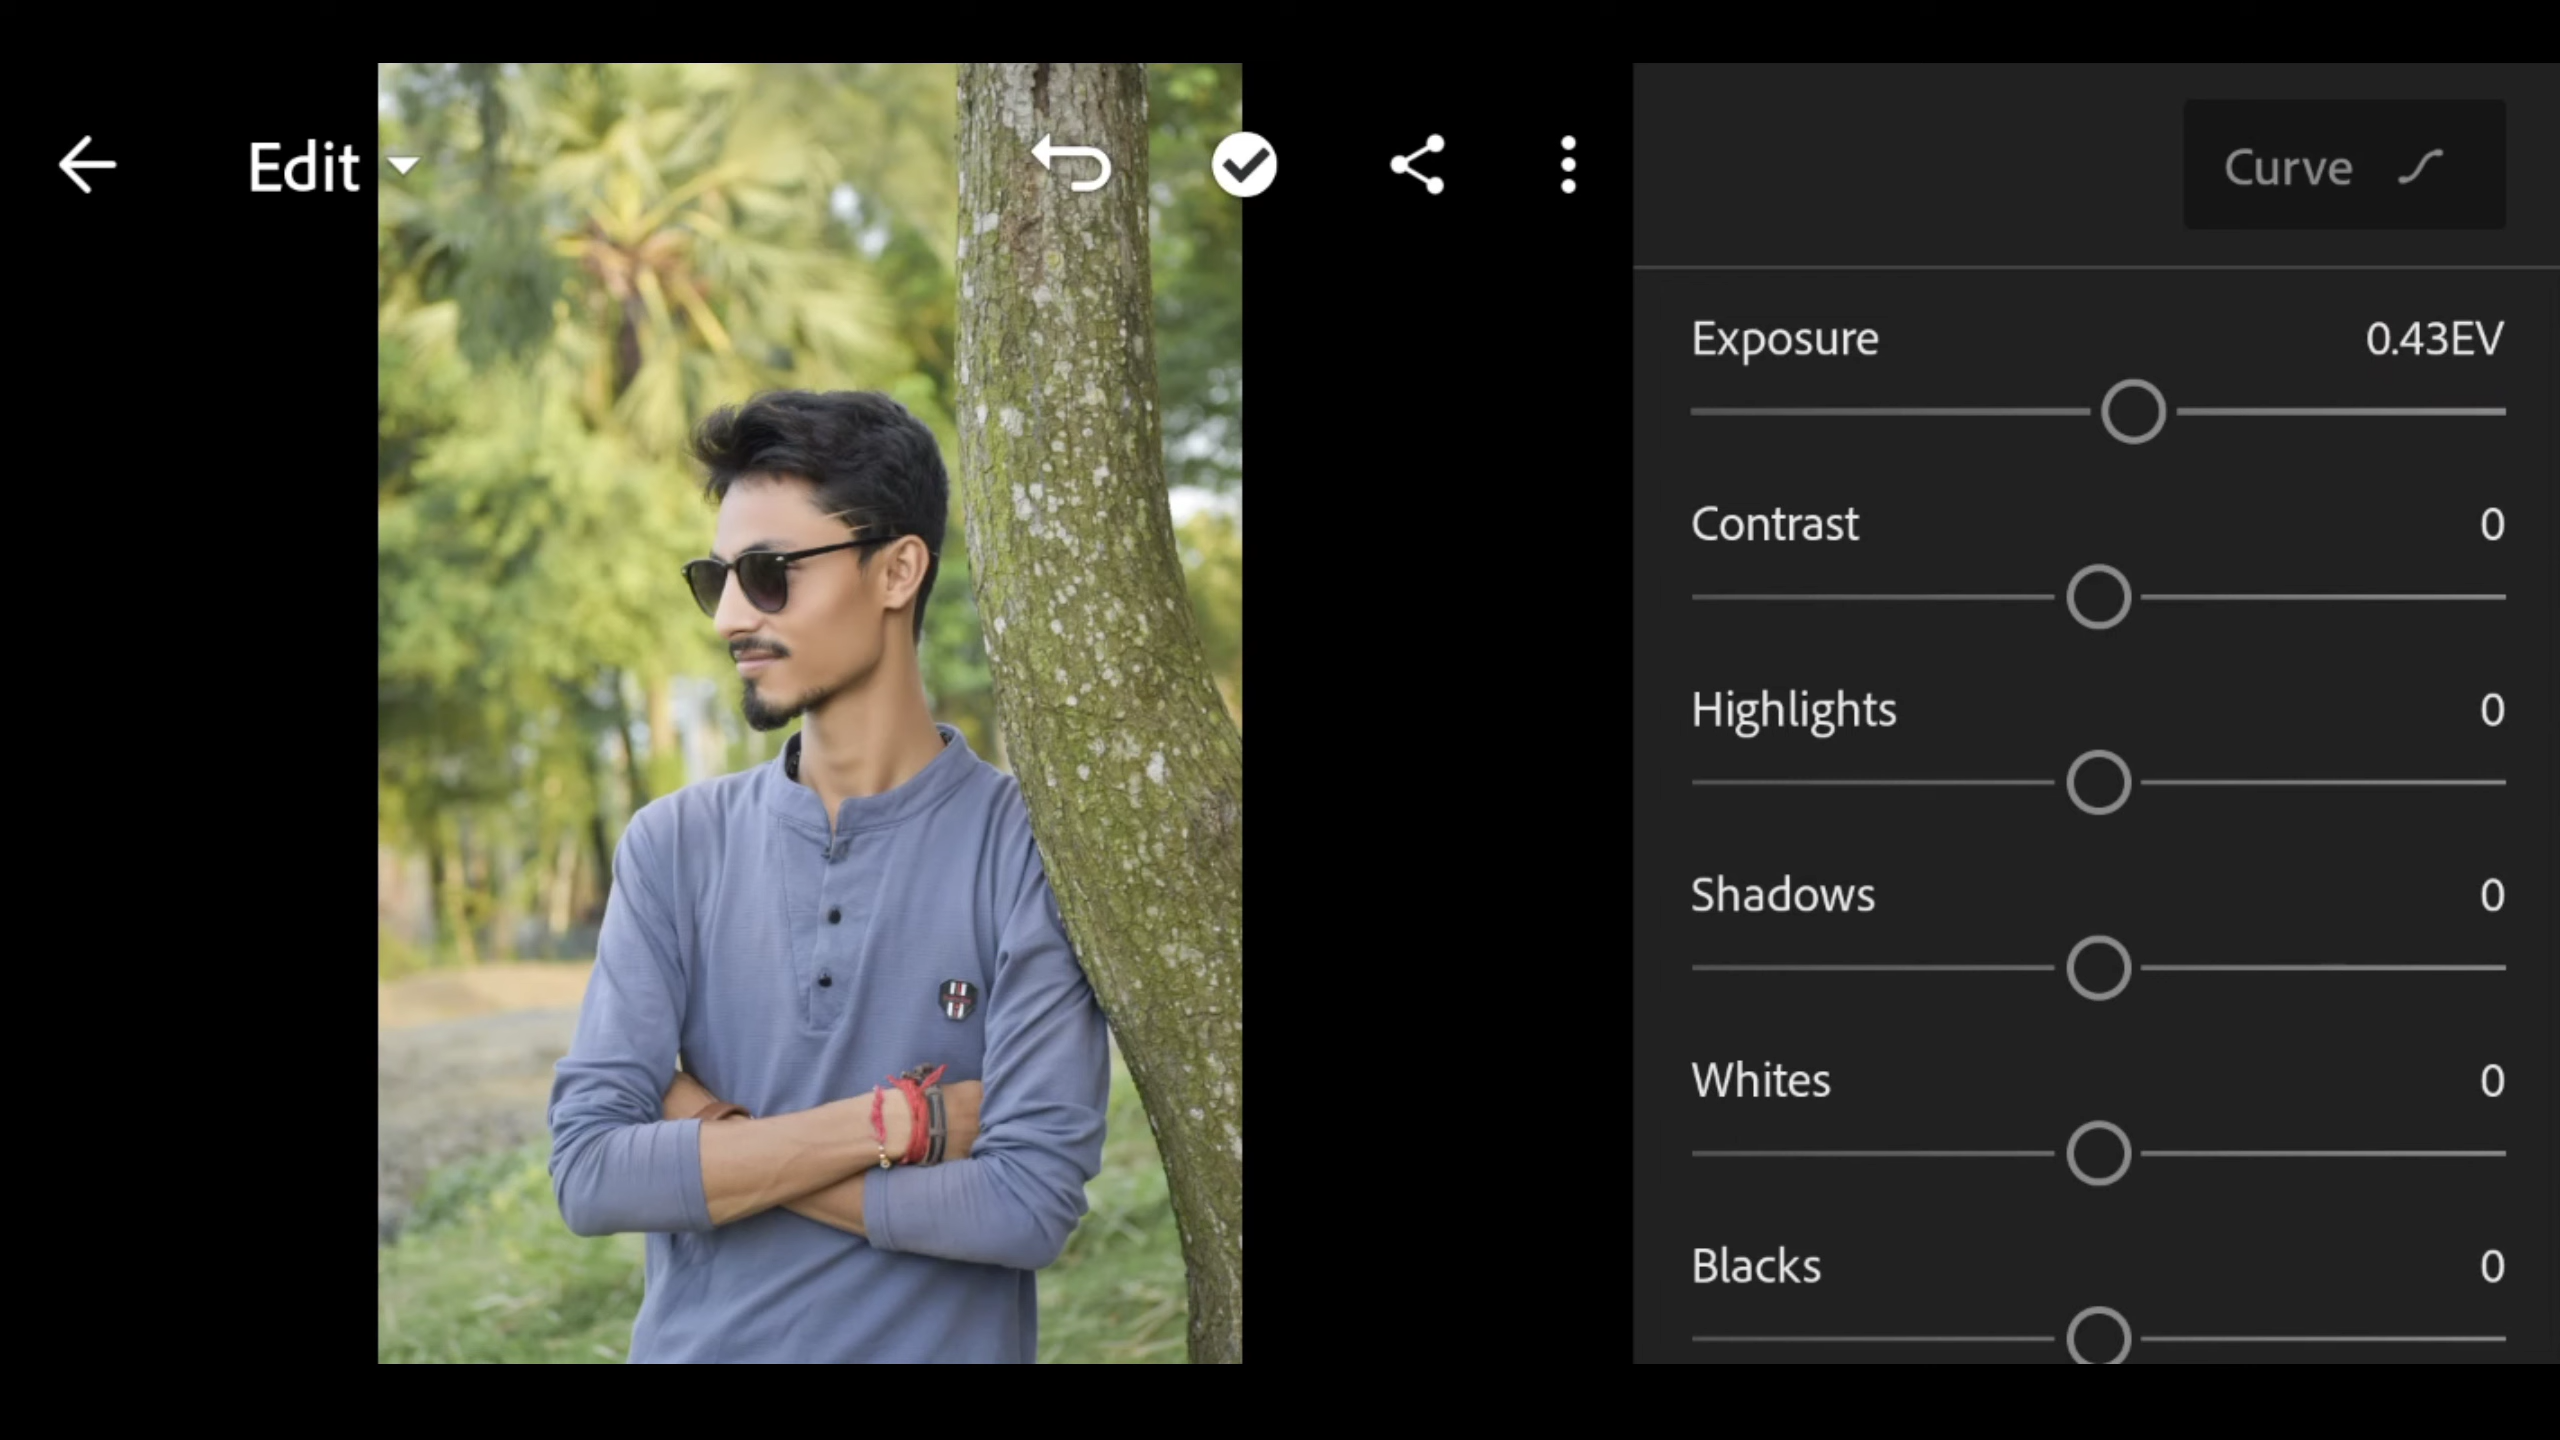 Edit
Curve
Exposure 0.43EV
Contrast 0
Highlights 0
Shadows 0
Whites 0
Blacks 0